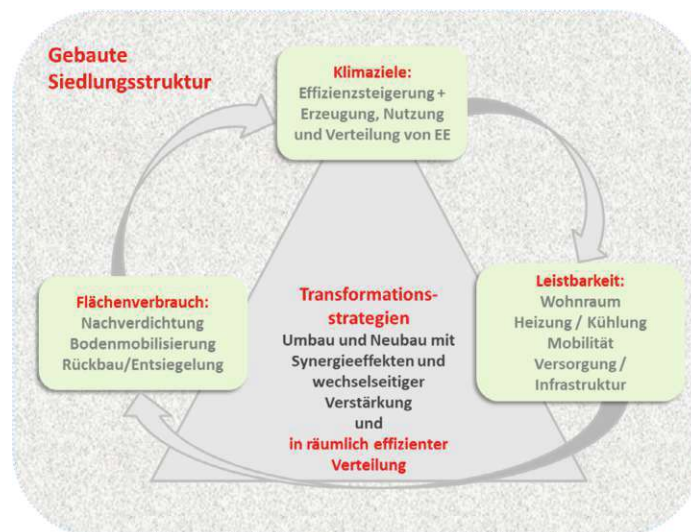 Gebaute
Siedlungsstruktur
Klimaziele:
Effizienzsteigerung +
Erzeugung, Nutzung
und Verteilung von EE
Flächenverbrauch:
Nachverdichtung
Bodenmobilisierung
Rückbau/Entsiegelung
Transformations-
strategien
Umbau und Neubau mit
Synergieeffekten und
wechselseitiger
Verstärkung
und
in räumlich effizienter
Verteilung
Leistbarkeit:
Wohnraum
Heizung / Kühlung
Mobilität
Versorgung /
Infrastruktur